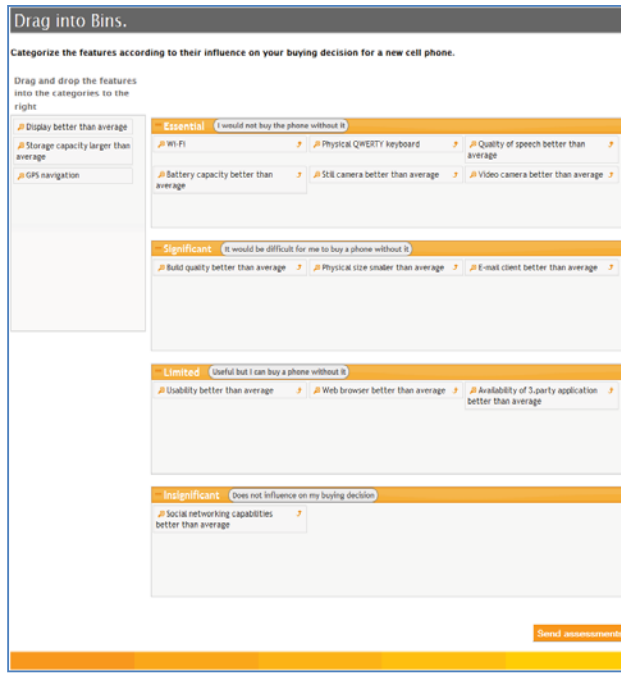 Drag into Bins.
Categorize the features according to their influence on your buying decision for a new cell phone.
Drag and drop the features
into the categories to the
right
Display better than average
Storage capacity larger than
average
GPS navigation
Essential (I would not buy the phone without it)
Wi-Fi
Physical QWERTY keyboard
Quality of speech better than
average
Battery capacity better than
average
Still camera better than average
Video camera better than average
Significant (It would be difficult for me to buy a phone without it)
Build quality better than average
Physical size smaller than average
E-mail client better than average
Limited (Useful but I can buy a phone without it)
Usability better than average
Web browser better than average
Availability of 3.party application
better than average
Insignificant (Does not influence on my buying decision)
Social networking capabilities
better than average
Send assessments